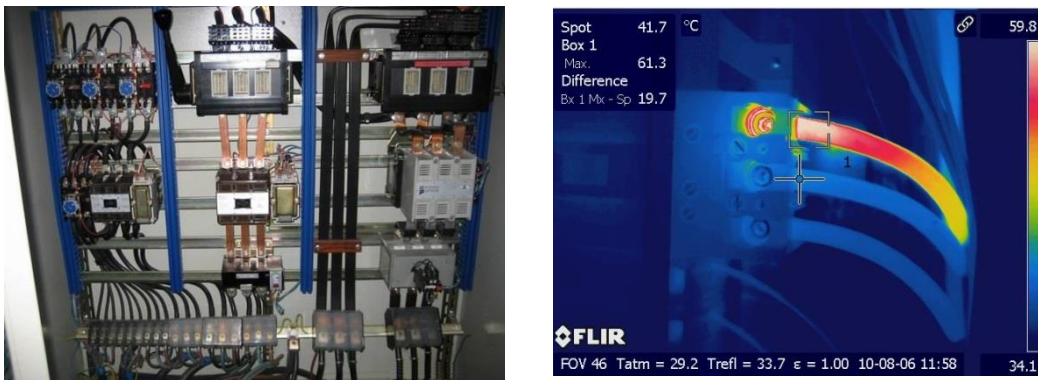 Spot 41.7 °C
Box 1
Max. 61.3
Difference
Bx 1 Mx - Sp 19.7
59.8
1
FLIR
FOV 46 Tatm = 29.2 Trefl = 33.7 ε = 1.00 10-08-06 11:58
34.1